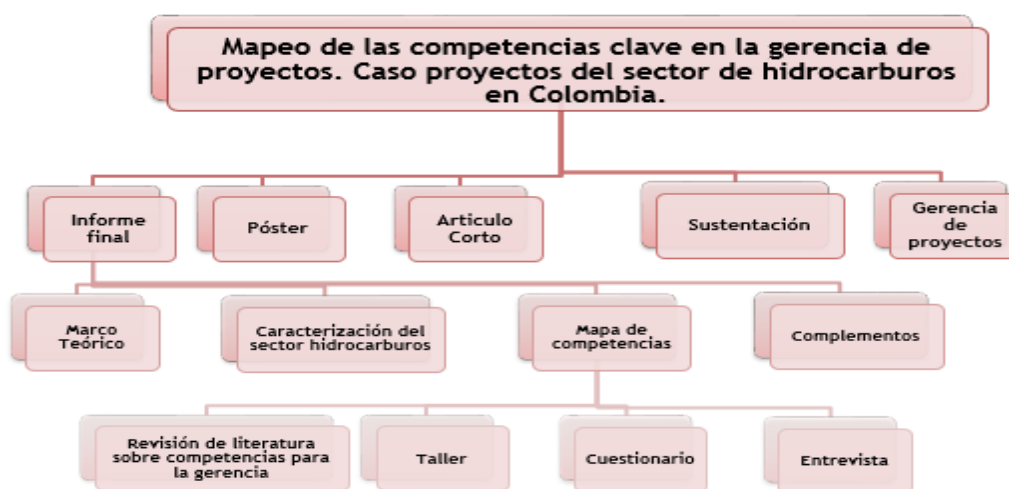 Mapeo de las competencias clave en la gerencia de
proyectos. Caso proyectos del sector de hidrocarburos
en Colombia.
Informe
final
Póster
Articulo
Corto
Sustentación
Gerencia
de
proyectos
Marco
Teórico
Caracterización del
sector hidrocarburos
Mapa de
competencias
Complementos
Revisión de literatura
sobre competencias para
la gerencia
Taller
Cuestionario
Entrevista